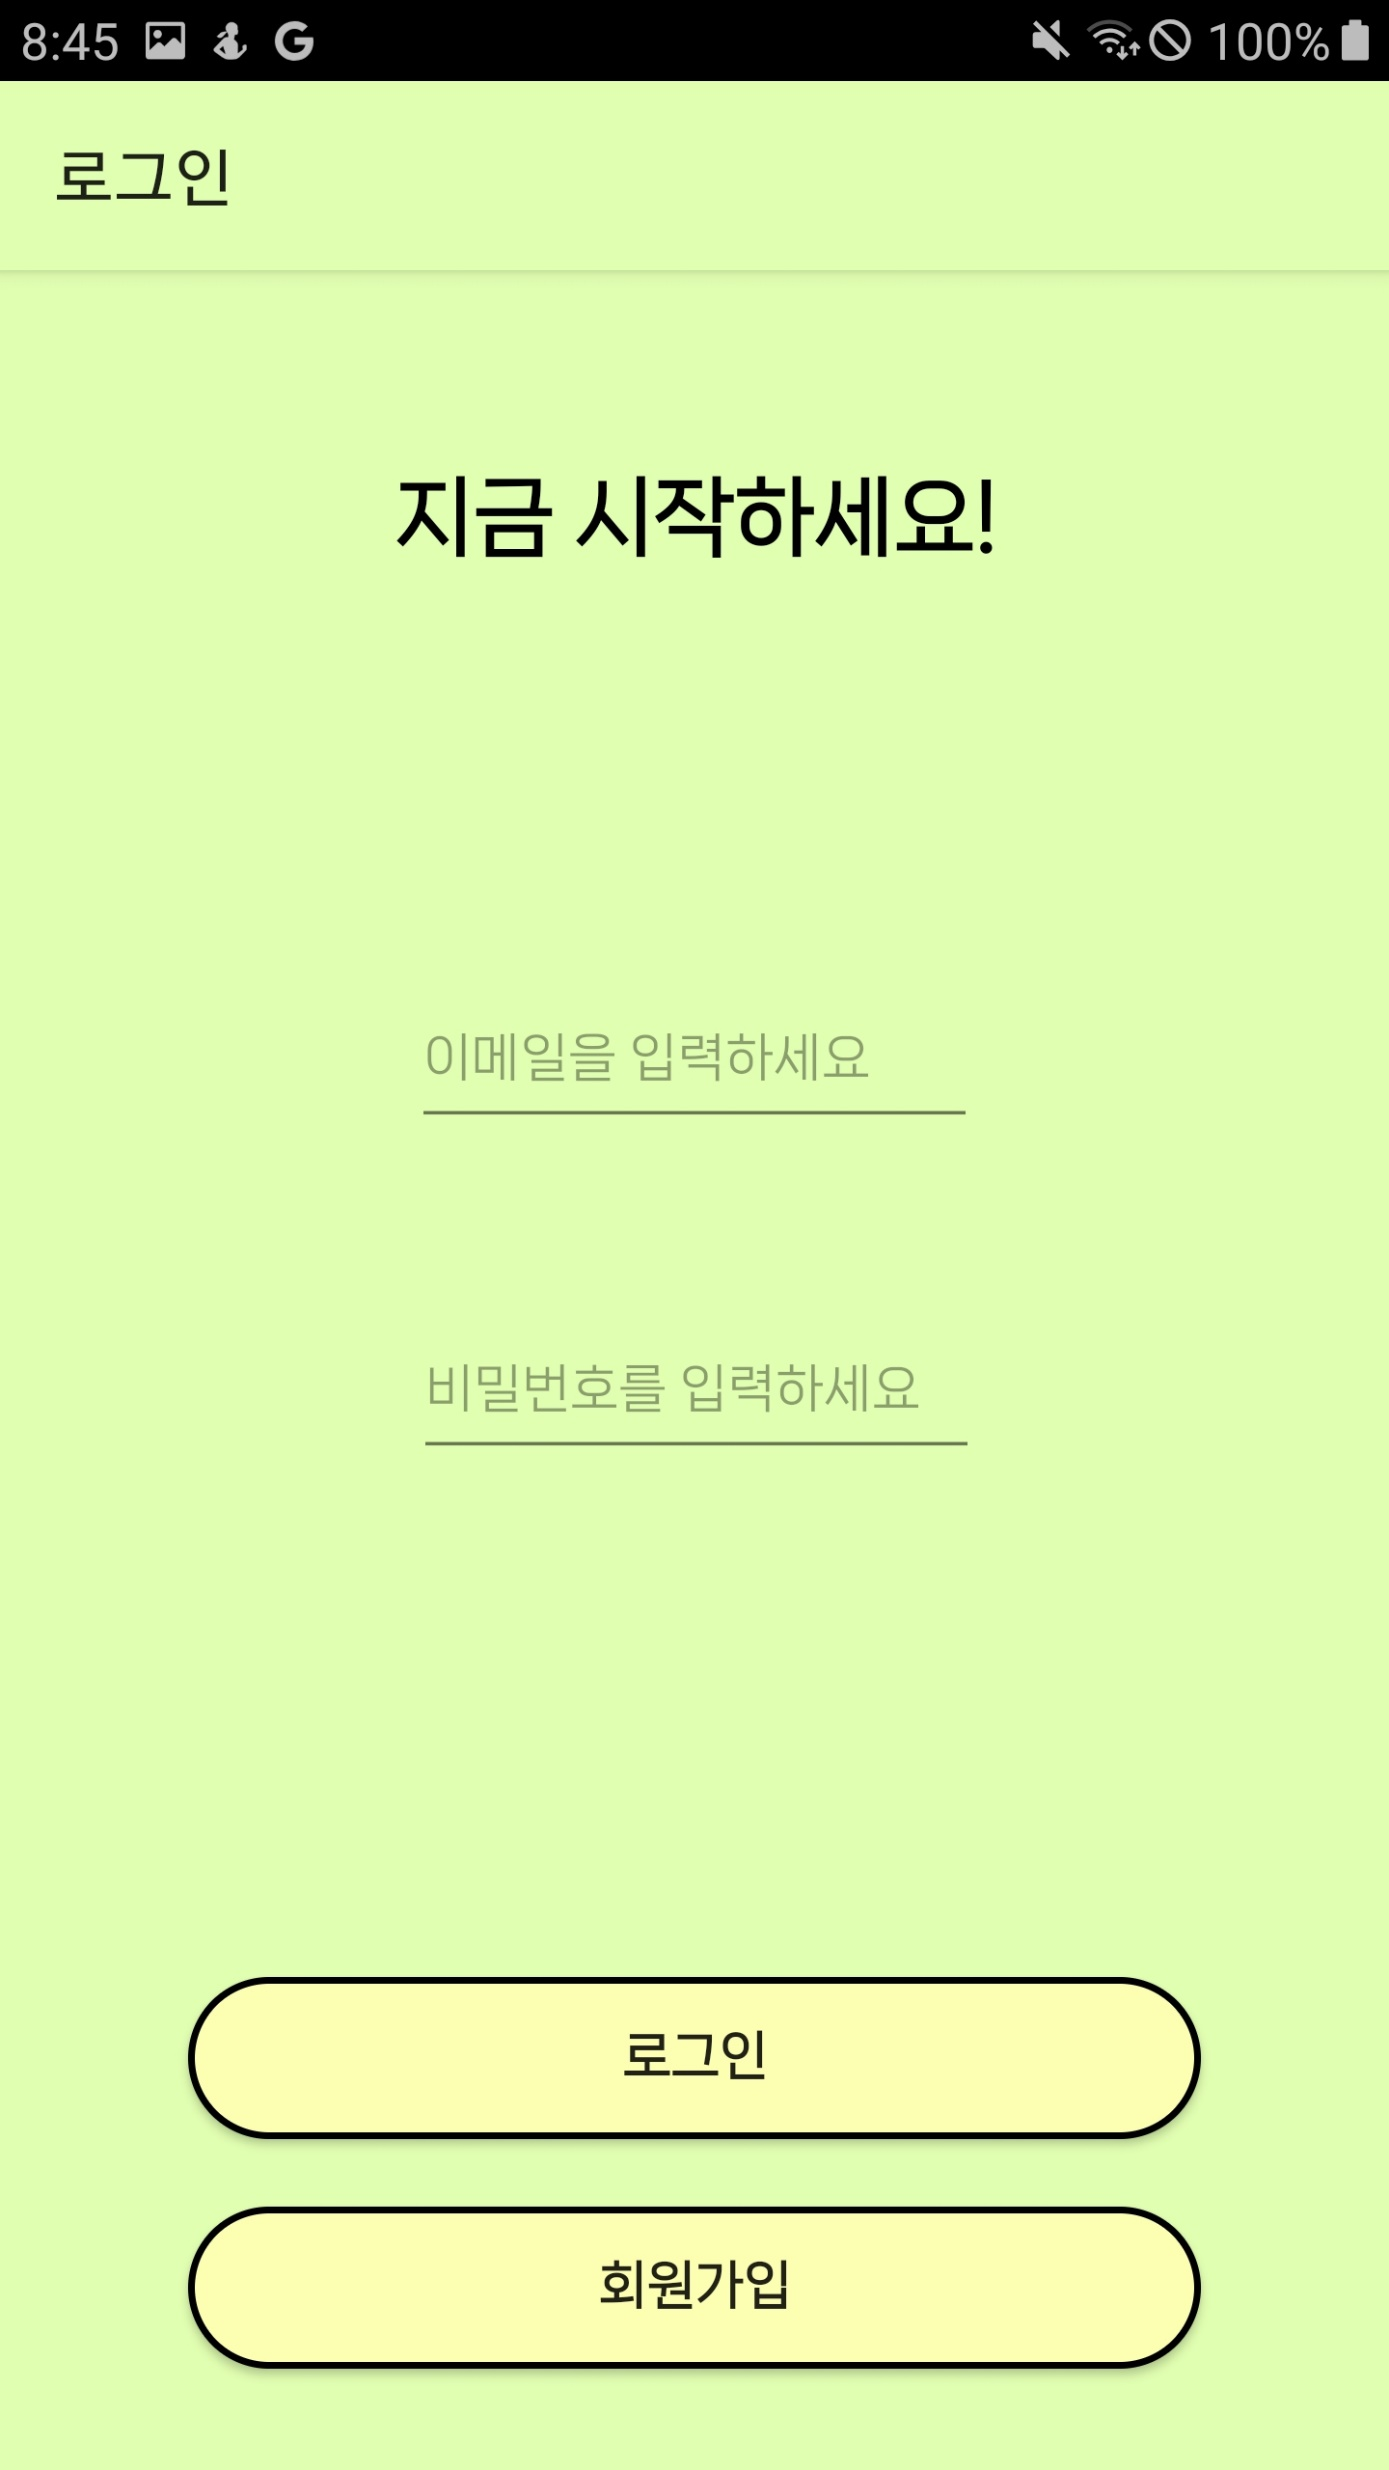 8:45 100%
로그인
지금 시작하세요!
이메일을 입력하세요
비밀번호를 입력하세요
로그인
회원가입